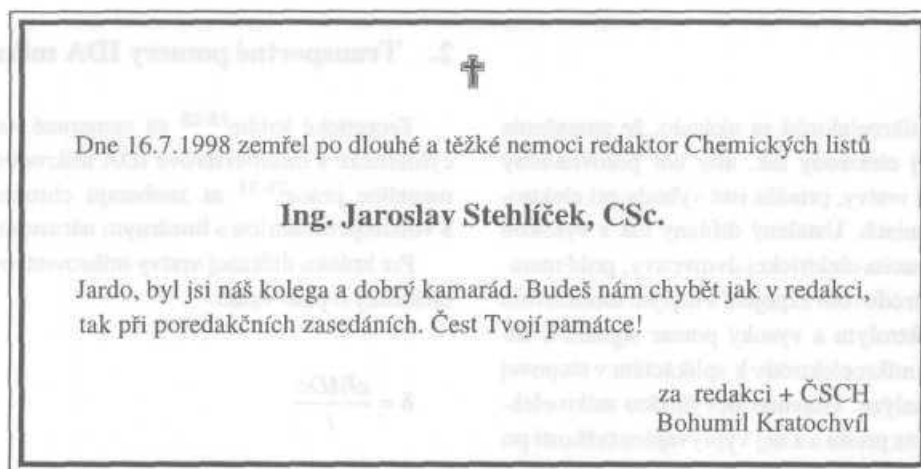 Dne 16.7.1998 zemřel po dlouhé a těžké nemoci redaktor Chemických listů
Ing. Jaroslav Stehlíček, CSc.
Jardo, byl jsi náš kolega a dobrý kamarád. Budeš nám chybět jak v redakci,
tak při poredakčních zasedáních. Čest Tvojí památce!
za redakci + ČSCH
Bohumil Kratochvíl